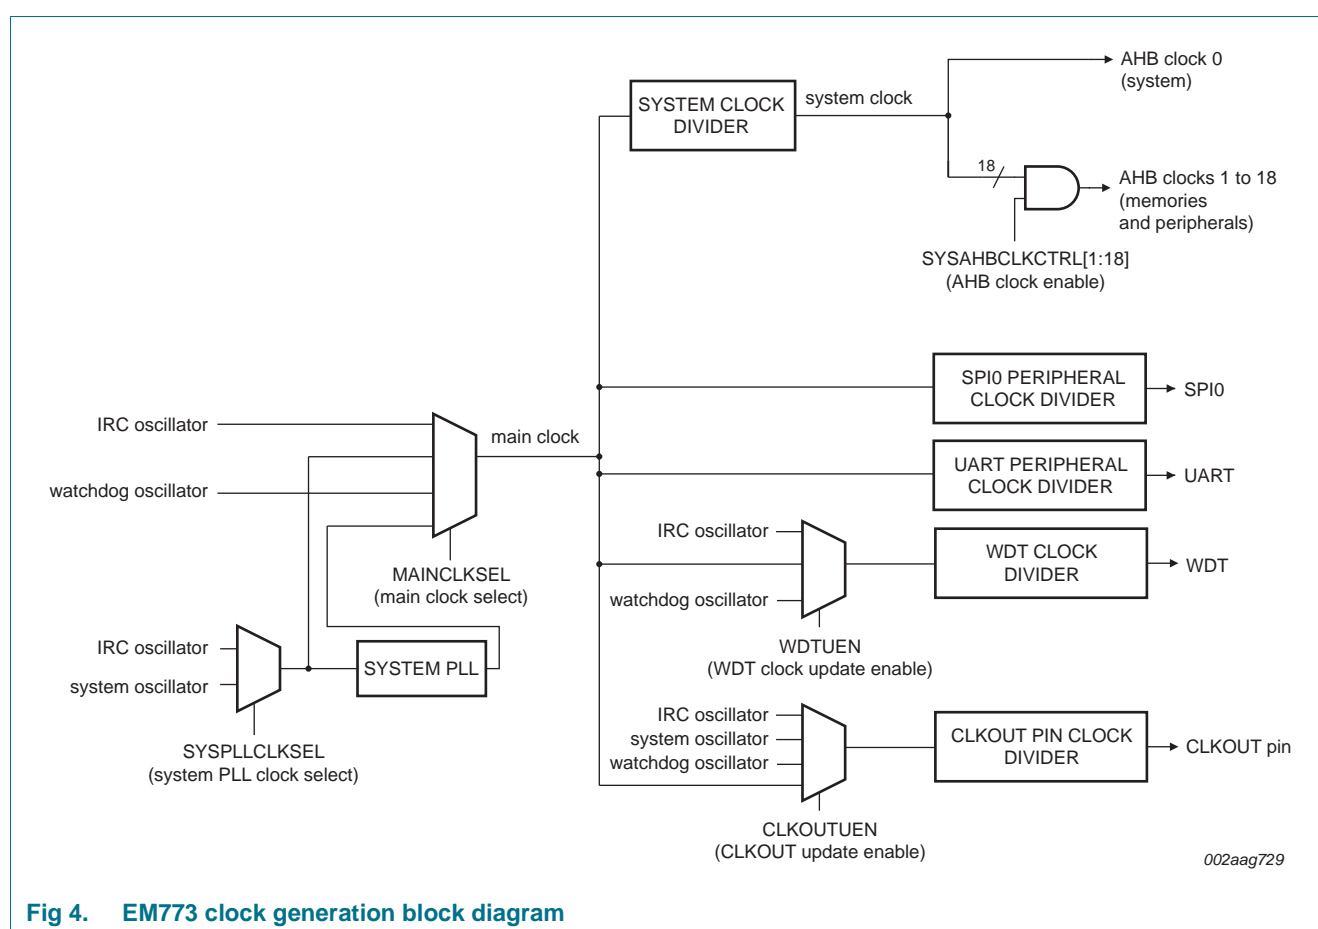 AHB clock 0
(system)
SYSTEM CLOCK
DIVIDER
system clock
18
AHB clocks 1 to 18
(memories
and peripherals)
SYSAHBCLKCTRL[1:18]
(AHB clock enable)
SPI0 PERIPHERAL
CLOCK DIVIDER
SPI0
IRC oscillator
main clock
watchdog oscillator
UART PERIPHERAL
CLOCK DIVIDER
UART
MAINCLKSEL
(main clock select)
IRC oscillator
watchdog oscillator
WDT CLOCK
DIVIDER
WDT
WDTUEN
(WDT clock update enable)
IRC oscillator
system oscillator
SYSTEM PLL
SYSPLLCLKSEL
(system PLL clock select)
IRC oscillator
system oscillator
watchdog oscillator
CLKOUT PIN CLOCK
DIVIDER
CLKOUT pin
CLKOUTUEN
(CLKOUT update enable)
002aag729
Fig 4. EM773 clock generation block diagram